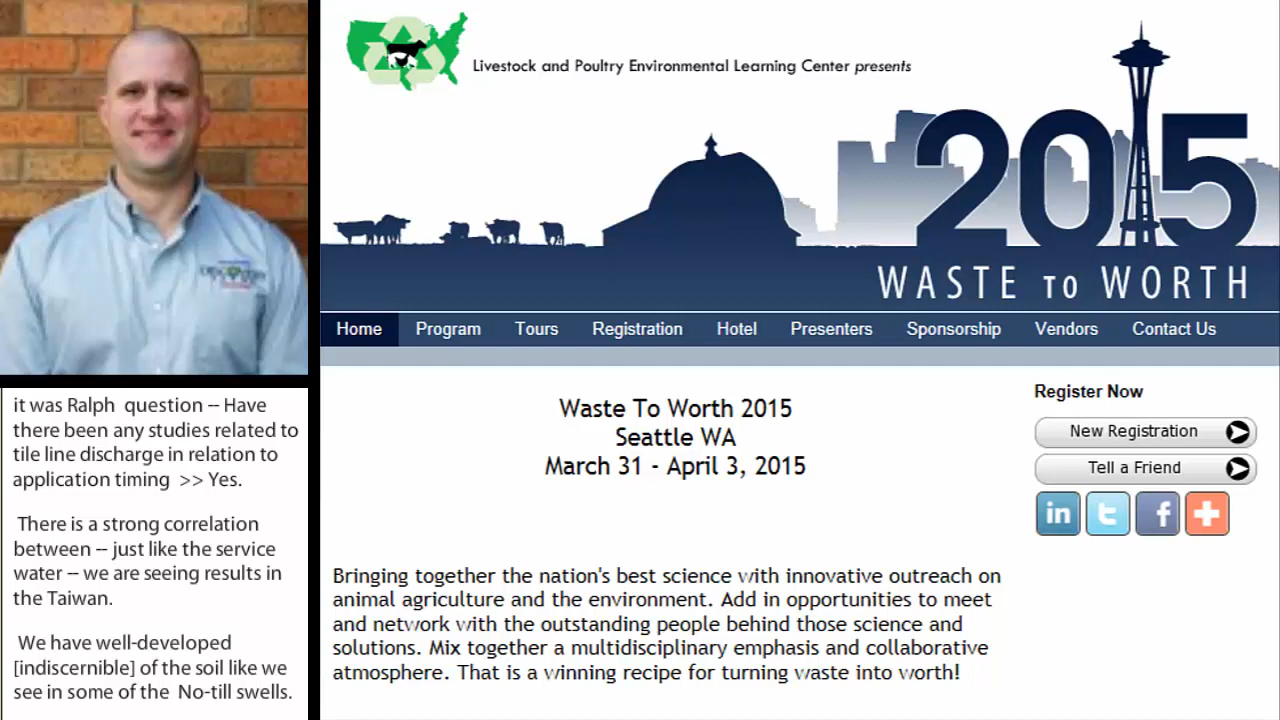 Livestock and Poultry Environmental Learning Center presents
2015
WASTE TO WORTH
Home Program Tours Registration Hotel Presenters Sponsorship Vendors Contact Us
Waste To Worth 2015
Seattle WA
March 31 - April 3, 2015
Register Now
New Registration
Tell a Friend
in t f
Bringing together the nation's best science with innovative outreach on
animal agriculture and the environment. Add in opportunities to meet
and network with the outstanding people behind those science and
solutions. Mix together a multidisciplinary emphasis and collaborative
atmosphere. That is a winning recipe for turning waste into worth!
it was Ralph question -- Have
there been any studies related to
tile line discharge in relation to
application timing >> Yes.
There is a strong correlation
between -- just like the service
water -- we are seeing results in
the Taiwan.
We have well-developed
[indiscernible] of the soil like we
see in some of the No-till swells.